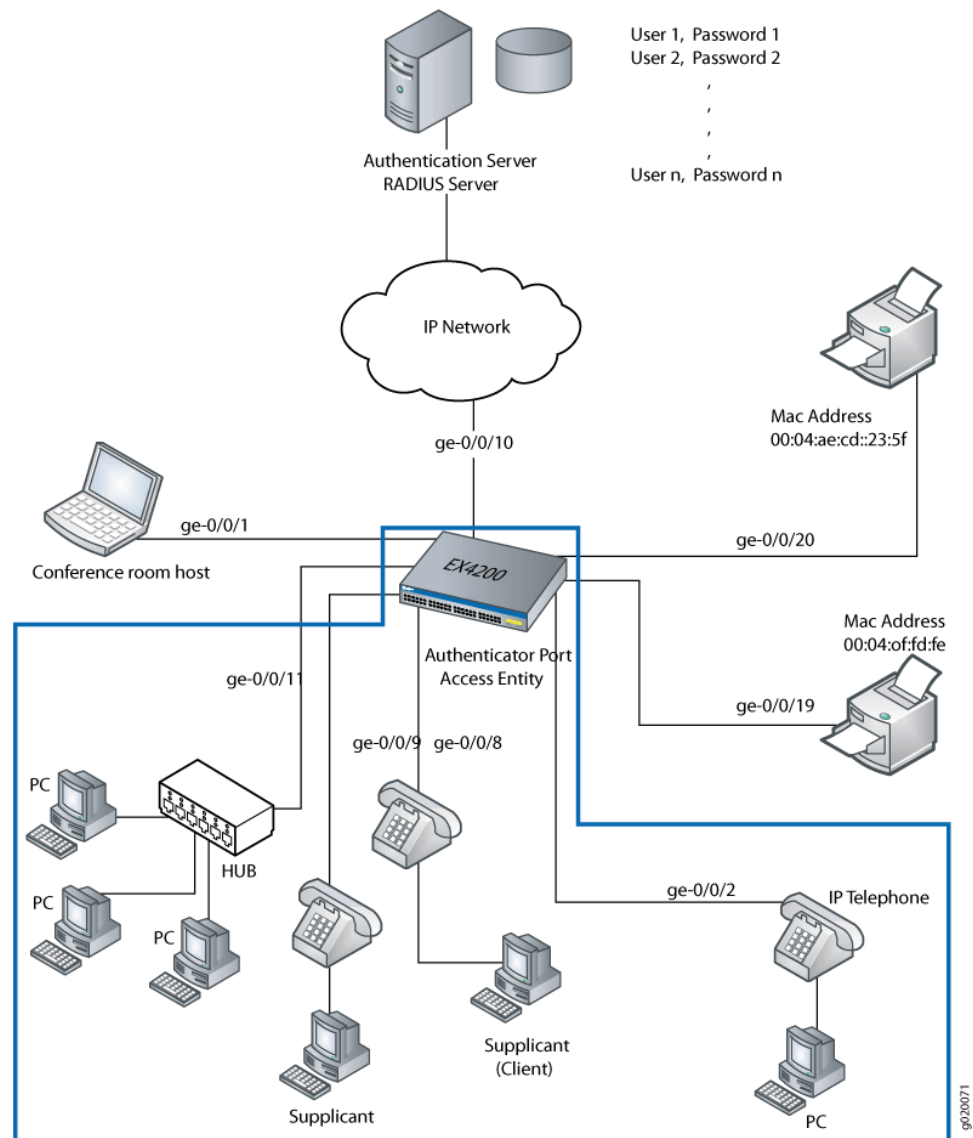 User 1, Password 1
User 2, Password 2
,
,
,
,
User n, Password n
Authentication Server
RADIUS Server
IP Network
Mac Address
00:04:ae:cd::23:5f
ge-0/0/10
ge-0/0/1
ge-0/0/20
Conference room host
EX4200
Mac Address
00:04:of:fd:fe
Authenticator Port
Access Entity
ge-0/0/11
ge-0/0/19
ge-0/0/9
ge-0/0/8
PC
HUB
ge-0/0/2
IP Telephone
PC
PC
Supplicant
(Client)
Supplicant
PC
g020071